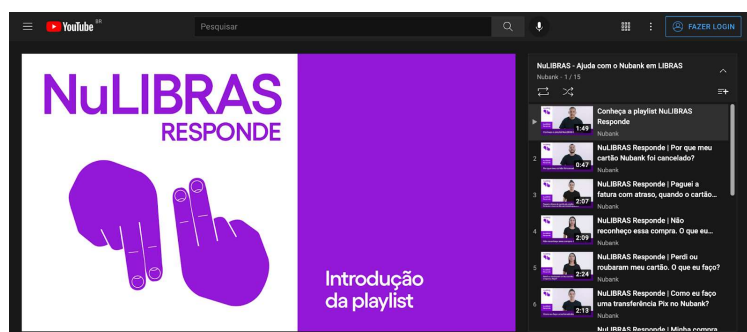 YouTube BR
Pesquisar
FAZER LOGIN
NuLIBRAS
RESPONDE
Introdução
da playlist
NuLIBRAS - Ajuda com o Nubank em LIBRAS
Nubank - 1 / 15
Conheça a playlist NuLIBRAS
Responde
Nubank
1:49
2
NuLIBRAS Responde | Por que meu
cartão Nubank foi cancelado?
Nubank
0:47
3
NuLIBRAS Responde | Paguei a
fatura com atraso, quando o cartão...
Nubank
2:07
4
NuLIBRAS Responde | Não
reconheço essa compra. O que eu...
Nubank
2:09
5
NuLIBRAS Responde | Perdi ou
roubaram meu cartão. O que eu faço?
Nubank
2:24
6
NuLIBRAS Responde | Como eu faço
uma transferência Pix no Nubank?
Nubank
2:13
NuLIBRAS Responde | Minha compra